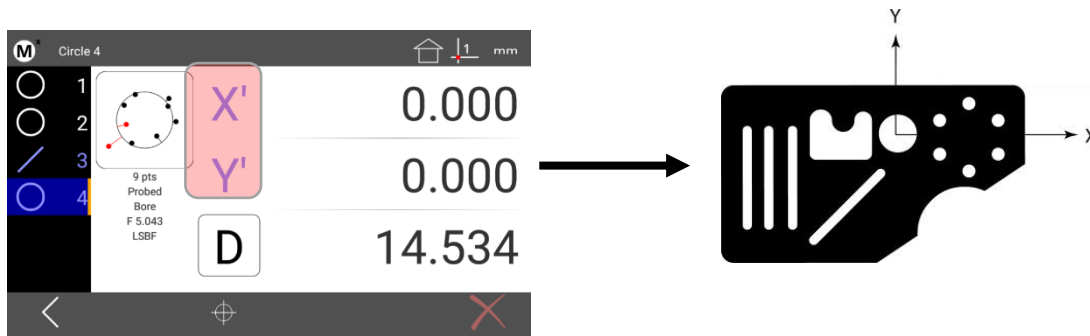 M x Circle 4 1 mm
1
2
3
4
9 pts
Probed
Bore
F 5.043
LSBF
X' 0.000
Y' 0.000
D 14.534
Y
X